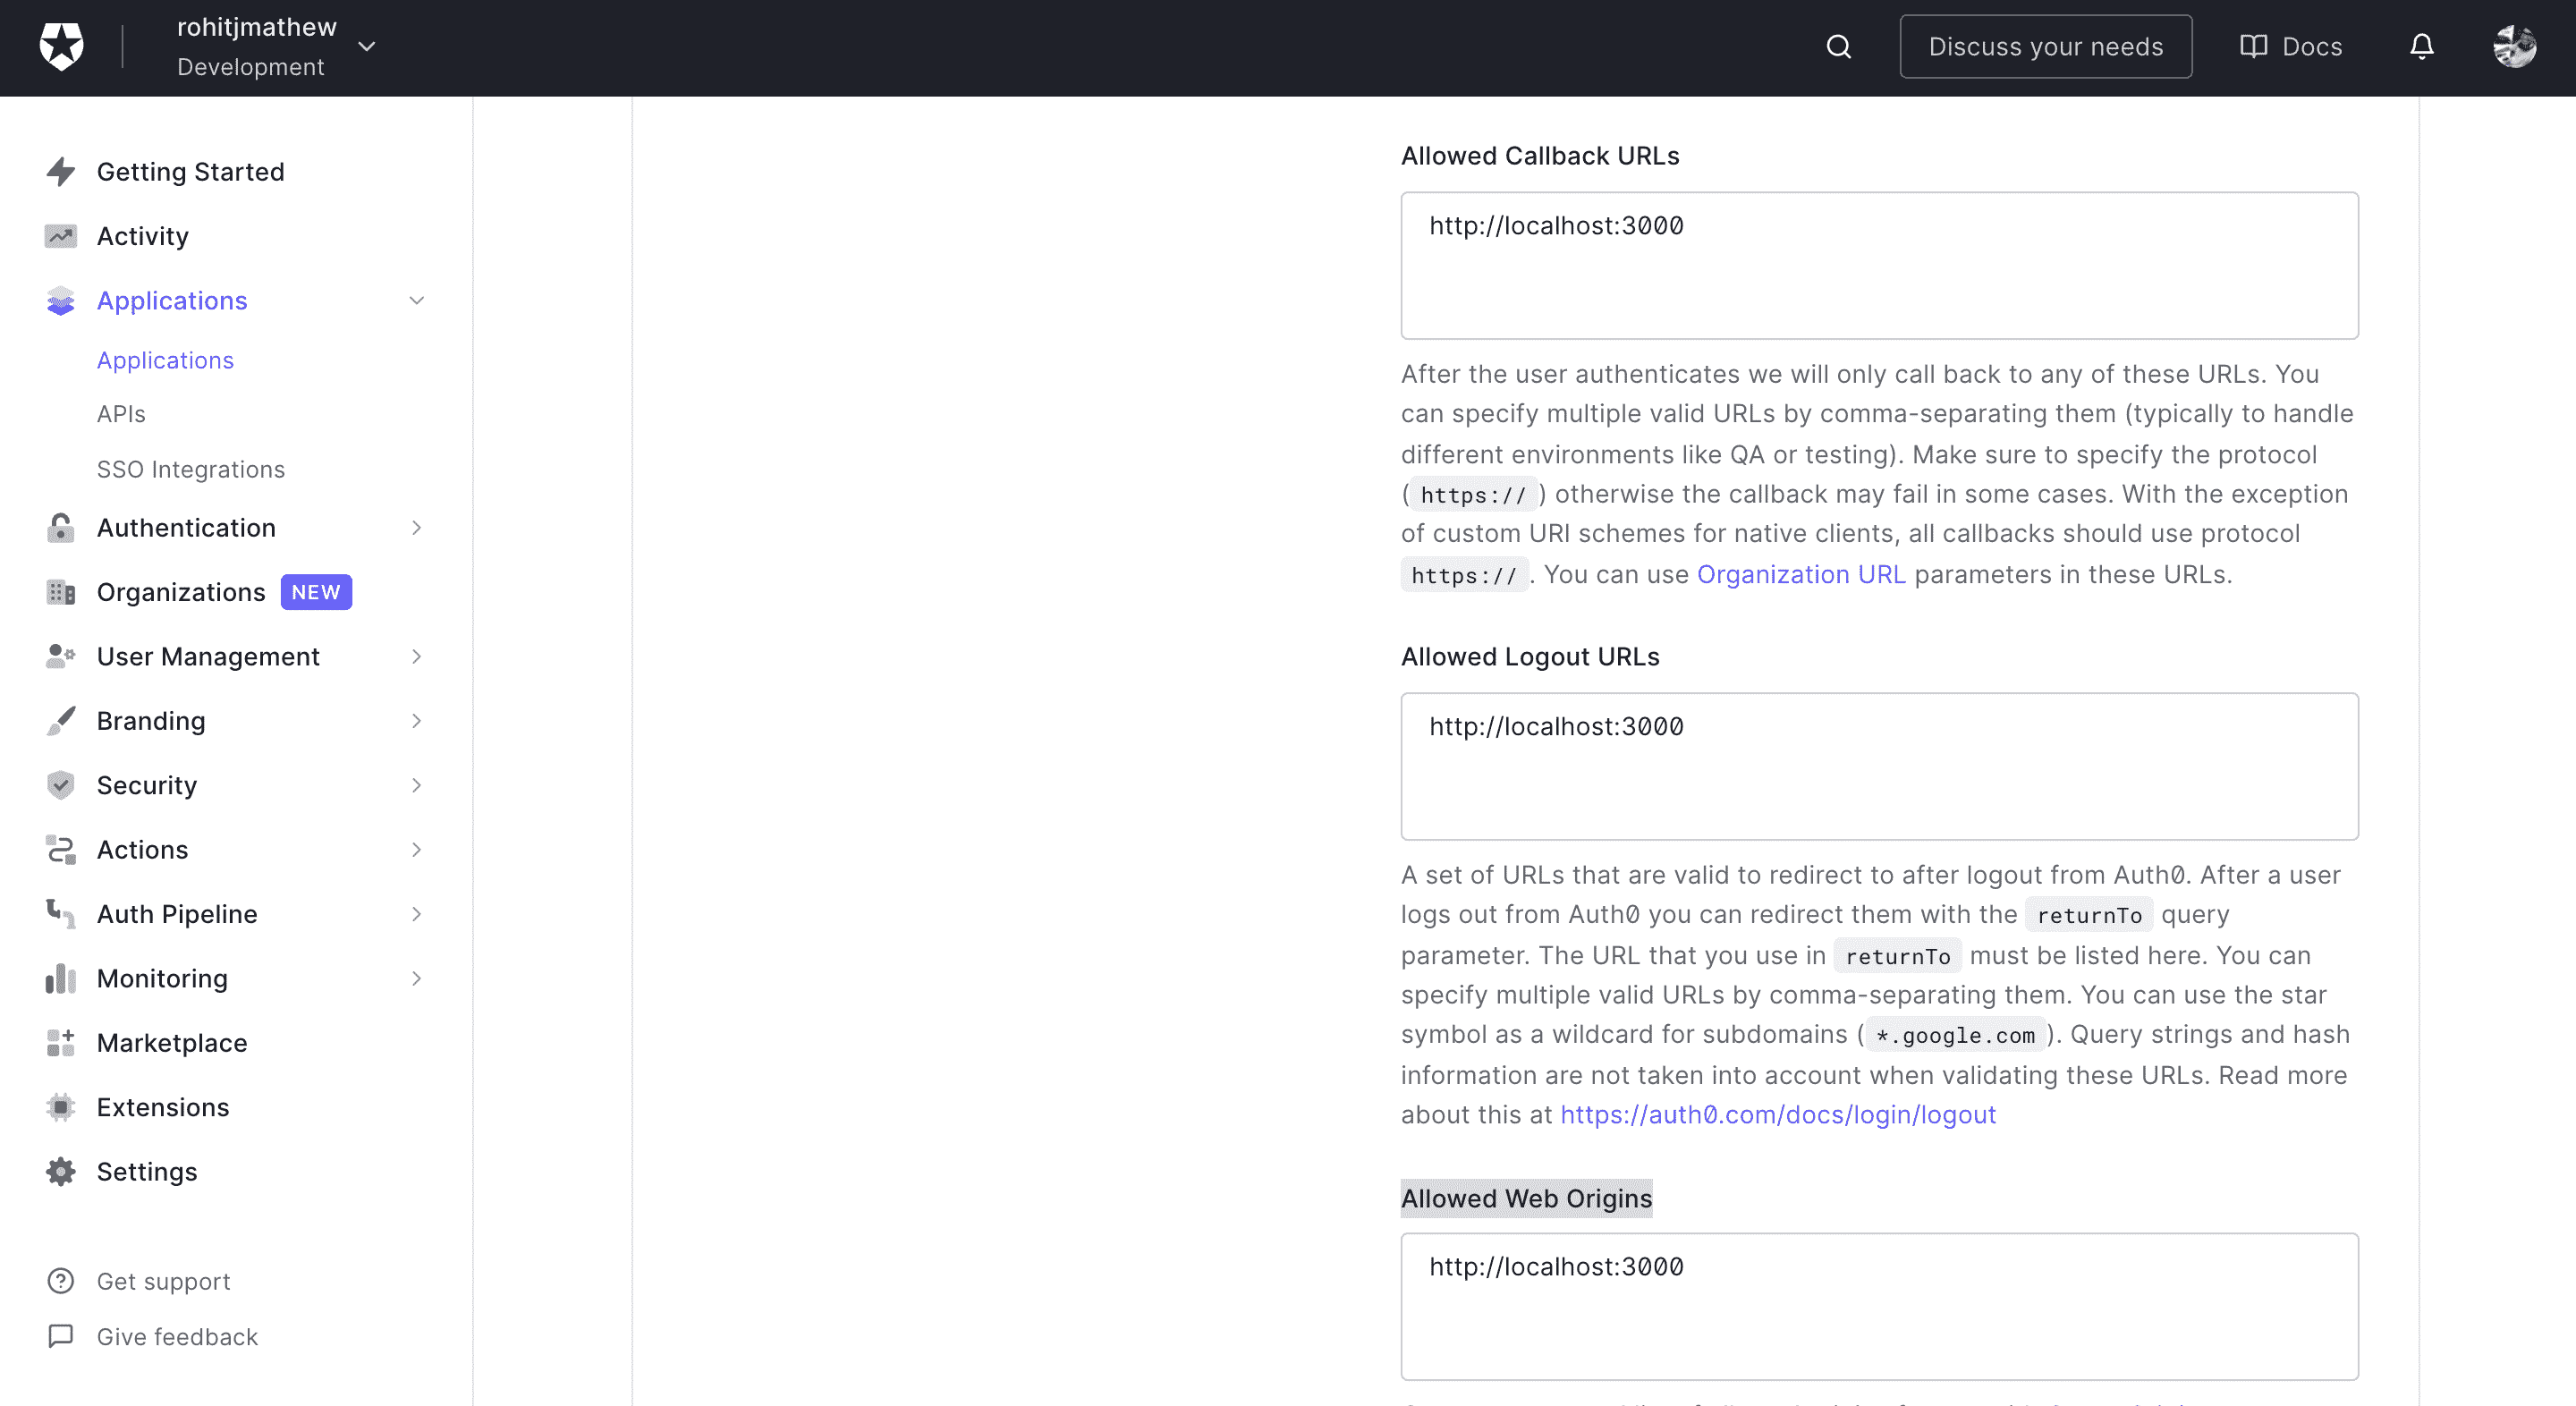 rohitjmathew
Development
Discuss your needs
Docs
Getting Started
Activity
Applications
Applications
APIs
SSO Integrations
Authentication
Organizations NEW
User Management
Branding
Security
Actions
Auth Pipeline
Monitoring
Marketplace
Extensions
Settings
Get support
Give feedback
Allowed Callback URLs
http://localhost:3000
After the user authenticates we will only call back to any of these URLs. You
can specify multiple valid URLs by comma-separating them (typically to handle
different environments like QA or testing). Make sure to specify the protocol
( https:// ) otherwise the callback may fail in some cases. With the exception
of custom URI schemes for native clients, all callbacks should use protocol
https:// . You can use Organization URL parameters in these URLs.
Allowed Logout URLs
http://localhost:3000
A set of URLs that are valid to redirect to after logout from Auth0. After a user
logs out from Auth0 you can redirect them with the returnTo query
parameter. The URL that you use in returnTo must be listed here. You can
specify multiple valid URLs by comma-separating them. You can use the star
symbol as a wildcard for subdomains ( *.google.com ). Query strings and hash
information are not taken into account when validating these URLs. Read more
about this at https://auth0.com/docs/login/logout
Allowed Web Origins
http://localhost:3000